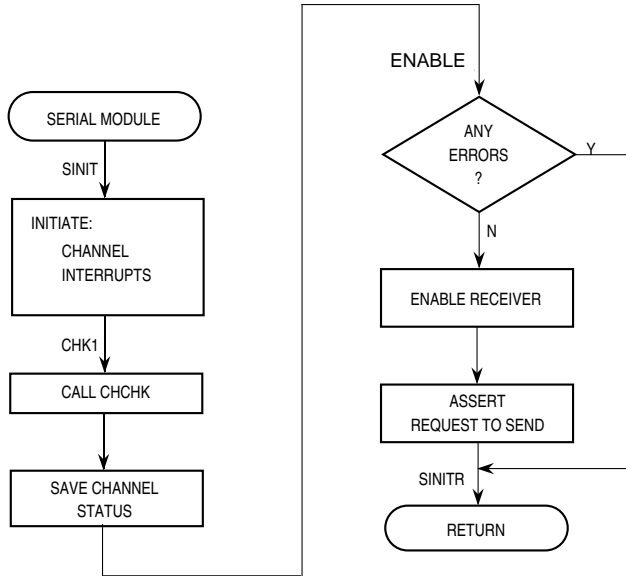 SERIAL MODULE
SINIT
INITIATE:
CHANNEL
INTERRUPTS
CHK1
CALL CHCHK
SAVE CHANNEL
STATUS
ENABLE
ANY
ERRORS
?
Y
N
ENABLE RECEIVER
ASSERT
REQUEST TO SEND
SINITR
RETURN